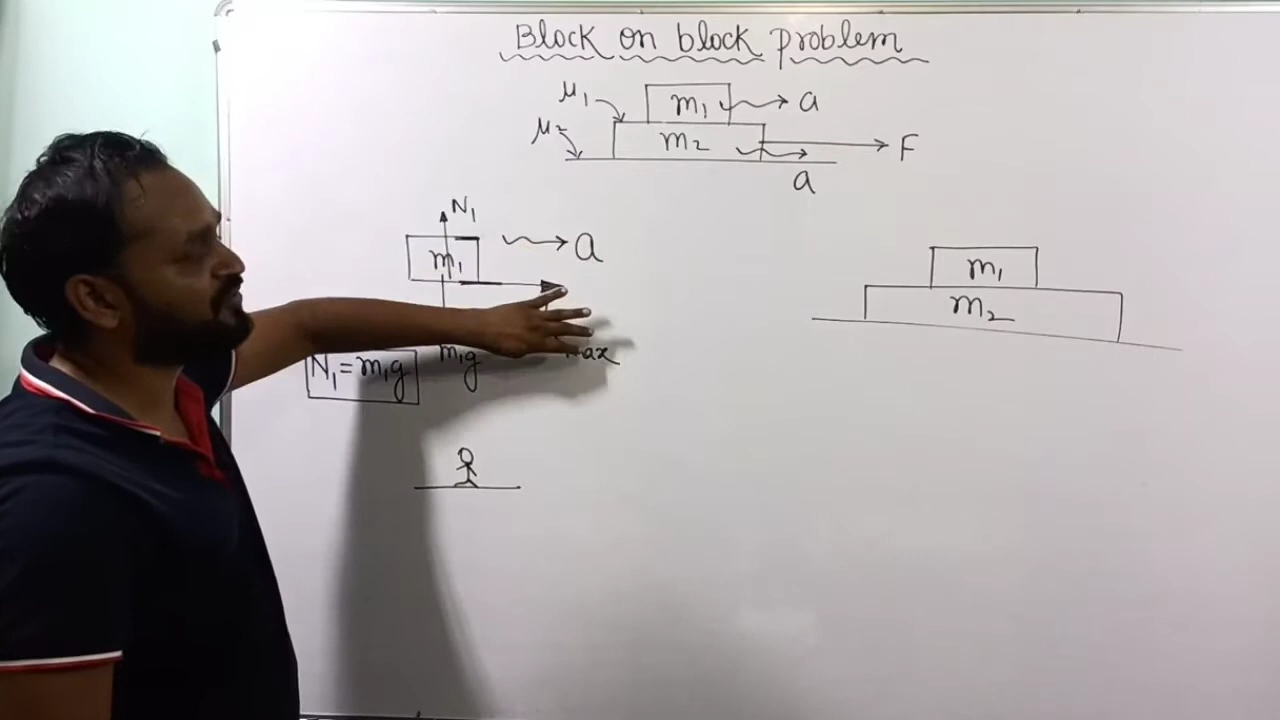 Block on block problem
μ₁ m₁ a
μ₂ m₂ F
a
N₁
m₁ a
m₁g
N₁ = m₁g
m₁
m₂